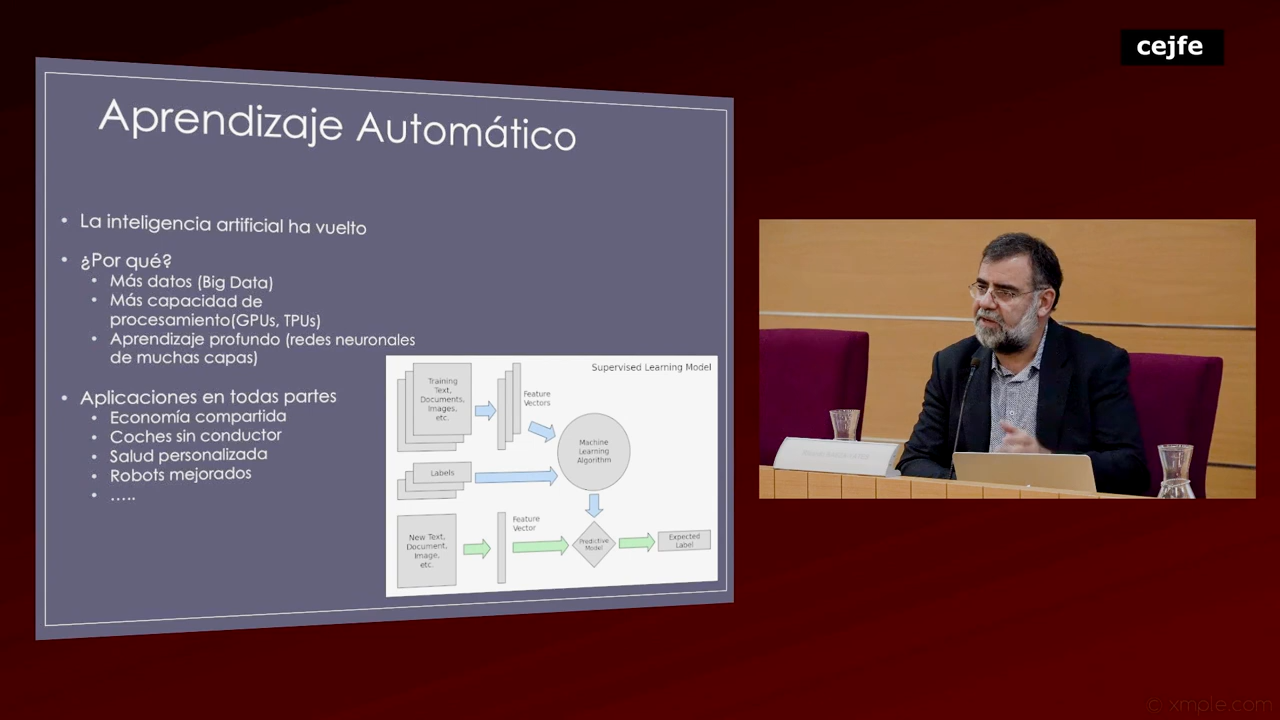 cejfe
Aprendizaje Automático
• La inteligencia artificial ha vuelto
• ¿Por qué?
• Más datos (Big Data)
• Más capacidad de
procesamiento(GPUs, TPUs)
• Aprendizaje profundo (redes neuronales
de muchas capas)
• Aplicaciones en todas partes
• Economía compartida
• Coches sin conductor
• Salud personalizada
• Robots mejorados
• .....
Supervised Learning Model
Training
Text,
Documents,
Images,
etc.
Feature
Vectors
Machine
Learning
Algorithm
Labels
New Text,
Document,
Image,
etc.
Feature
Vector
Predictive
Model
Expected
Label
© xmple.com